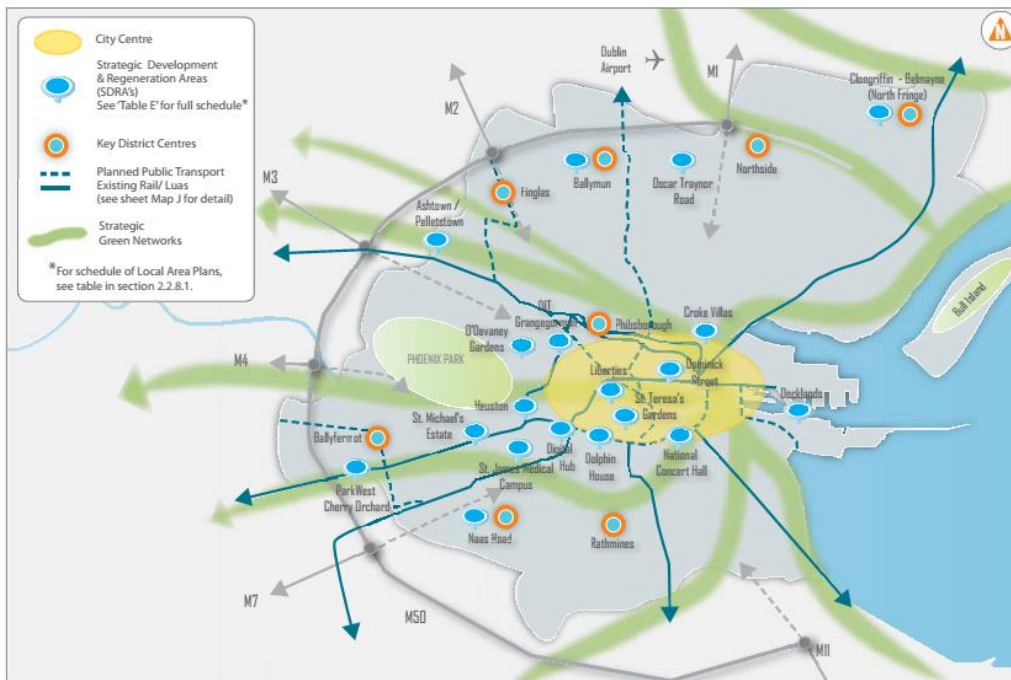 City Centre
Strategic Development
& Regeneration Areas
(SDRA's)
See 'Table E' for full schedule*
Key District Centres
Planned Public Transport
Existing Rail/ Luas
(see sheet Map J for detail)
Strategic
Green Networks
*For schedule of Local Area Plans,
see table in section 2.2.8.1.
N
Dublin
Airport
M1
M2
M3
Clongriffin - Belmayne
(North Fringe)
Ballymun
Oscar Traynor
Road
Northside
Finglas
Ashtown /
Pelletstown
Bull Island
DIT
Grangegorman
Phibsborough
Croke Villas
O'Devaney
Gardens
PHOENIX PARK
M4
Liberties
Dominick
Street
St. Teresa's
Gardens
Docklands
Heuston
St. Michael's
Estate
Ballyfermot
Digital
Hub
Dolphin
House
National
Concert Hall
St. James Medical
Campus
ParkWest
Cherry Orchard
Naas Road
Rathmines
M7
M50
M11